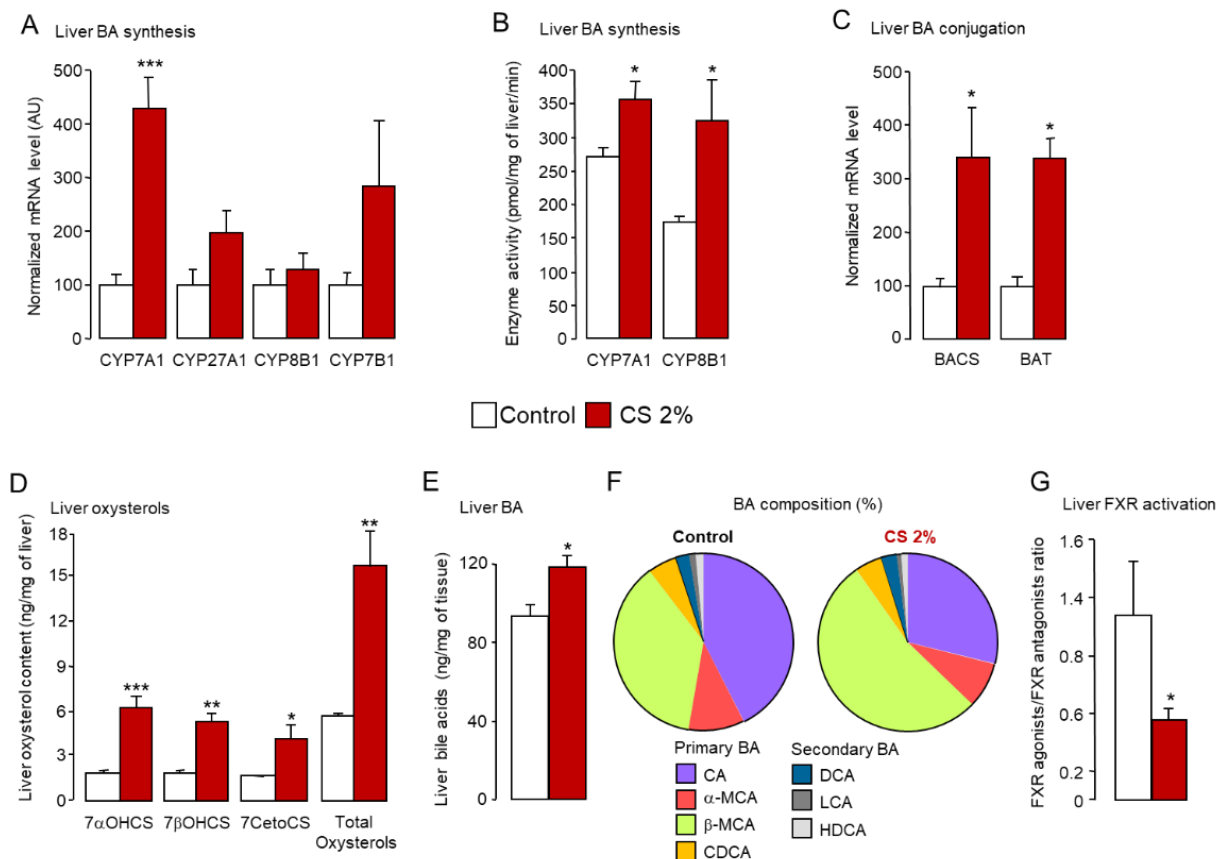 A Liver BA synthesis
Normalized mRNA level (AU)
500
400
300
200
100
0
***
CYP7A1 CYP27A1 CYP8B1 CYP7B1
B Liver BA synthesis
Enzyme activity (pmol/mg of liver/min)
400
350
300
250
200
150
100
50
0
* *
CYP7A1 CYP8B1
C Liver BA conjugation
Normalized mRNA level
500
400
300
200
100
0
* *
BACS BAT
Control CS 2%
D Liver oxysterols
Liver oxysterol content (ng/mg of liver)
18
15
12
9
6
3
0
*** ** * **
7αOHCS 7βOHCS 7CetoCS Total
Oxysterols
E Liver BA
Liver bile acids (ng/mg of tissue)
120
80
40
0
*
F BA composition (%)
Control CS 2%
Primary BA Secondary BA
CA DCA
α-MCA LCA
β-MCA HDCA
CDCA
G Liver FXR activation
FXR agonists/FXR antagonists ratio
1.6
1.4
0.8
0.6
0.2
0
*